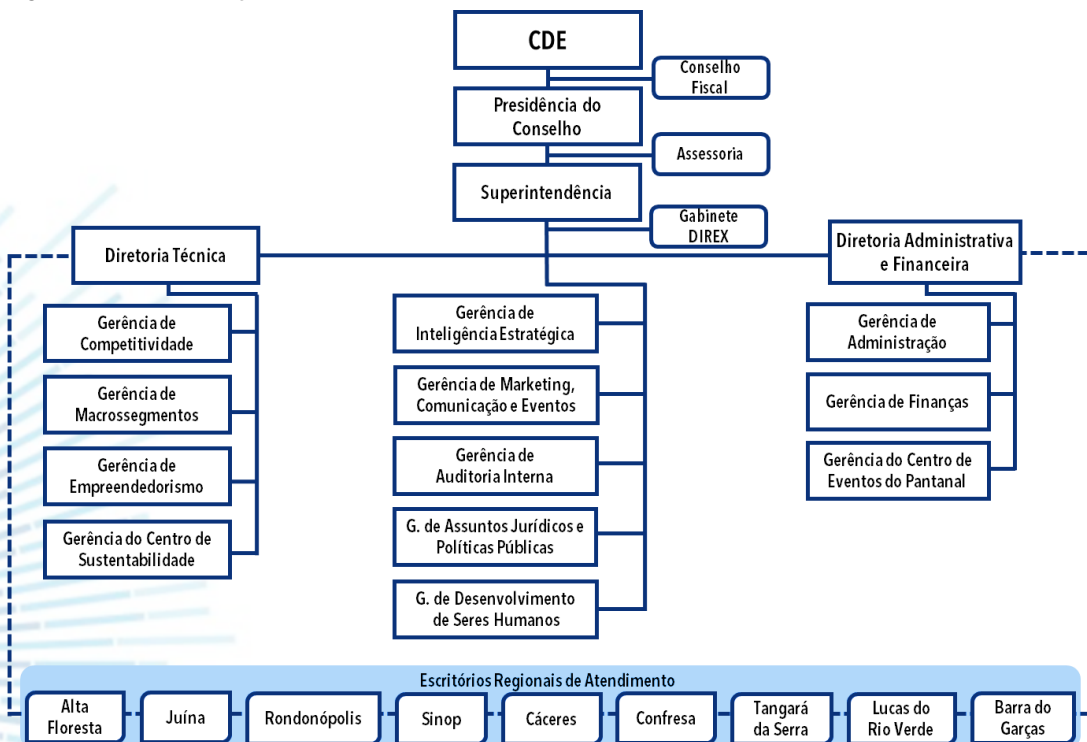 CDE
Conselho
Fiscal
Presidência do
Conselho
Assessoria
Superintendência
Gabinete
DIREX
Diretoria Técnica
Diretoria Administrativa
e Financeira
Gerência de
Competitividade
Gerência de
Macrossegmentos
Gerência de
Empreendedorismo
Gerência do Centro de
Sustentabilidade
Gerência de
Inteligência Estratégica
Gerência de Marketing,
Comunicação e Eventos
Gerência de
Auditoria Interna
G. de Assuntos Jurídicos e
Políticas Públicas
G. de Desenvolvimento
de Seres Humanos
Gerência de
Administração
Gerência de Finanças
Gerência do Centro de
Eventos do Pantanal
Escritórios Regionais de Atendimento
Alta
Floresta
Juína
Rondonópolis
Sinop
Cáceres
Confresa
Tangará
da Serra
Lucas do
Rio Verde
Barra do
Garças